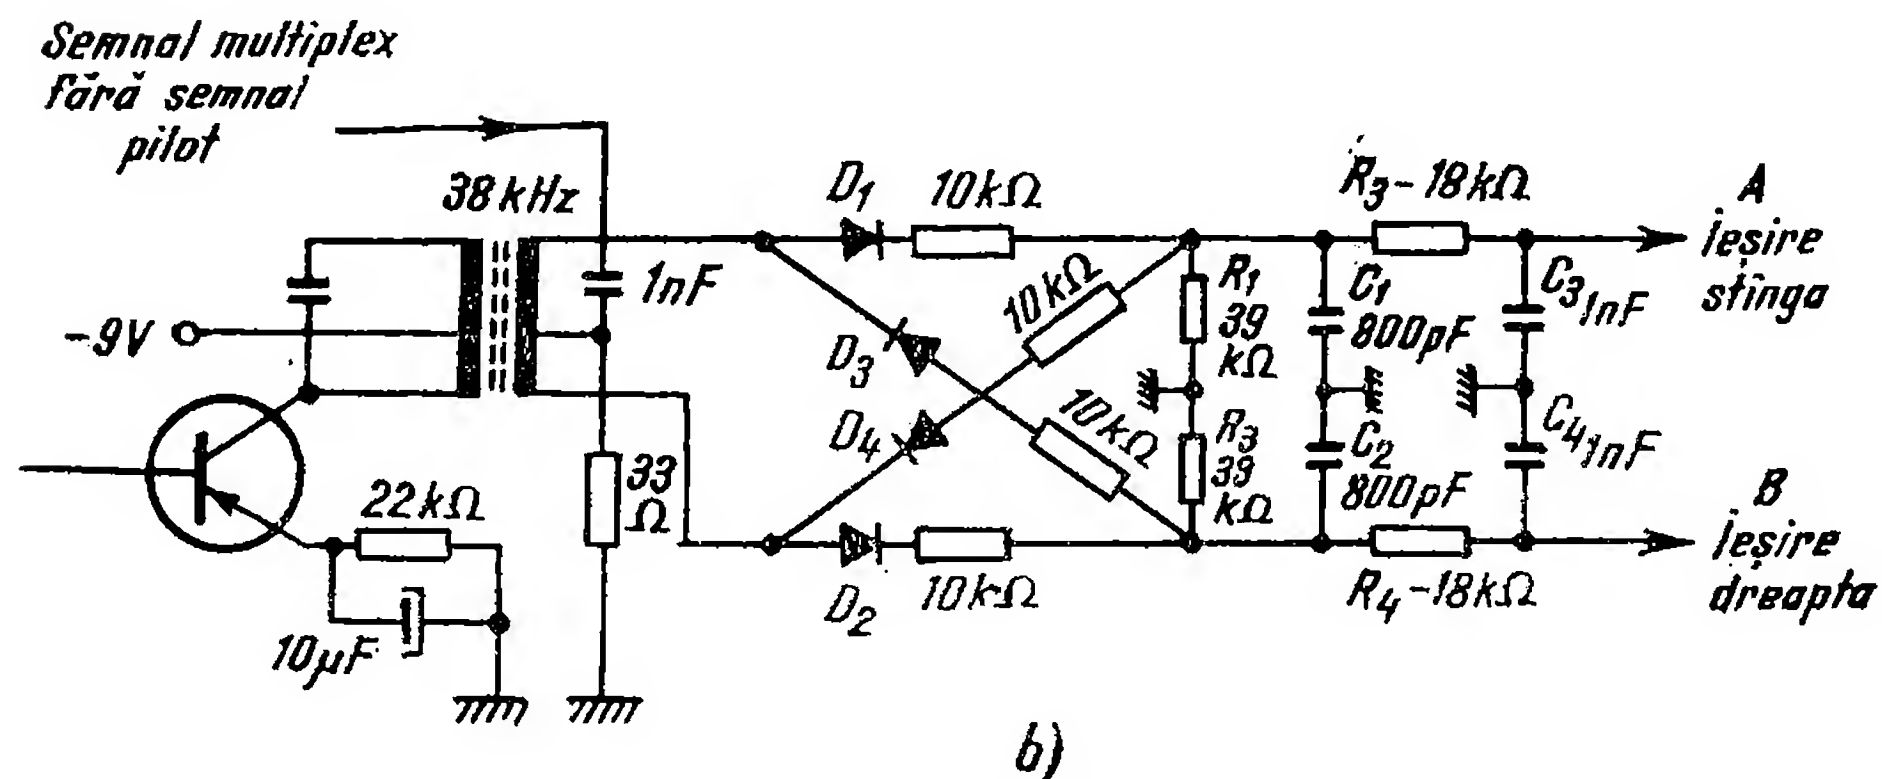 Semnal multiplex
fără semnal
pilot
38 kHz
-9V
1nF
33
Ω
22kΩ
10μF
D1
10kΩ
D3
D4
10kΩ
10kΩ
D2
10kΩ
R1
39
kΩ
R3
39
kΩ
C1
800pF
C2
800pF
R3-18kΩ
C3 1nF
C4 1nF
R4-18kΩ
A
Ieșire
stînga
B
Ieșire
dreapta
b)